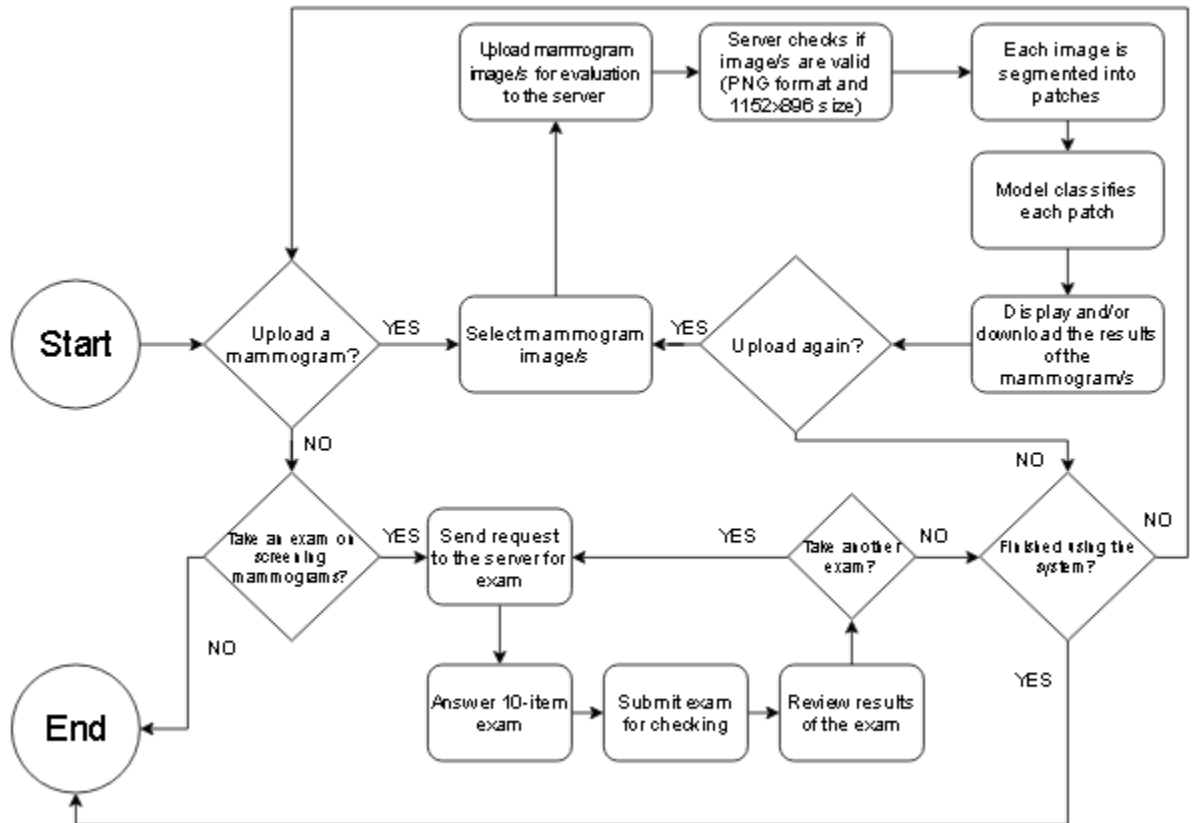 Upload mammogram
image/s for evaluation
to the server
Server checks if
image/s are valid
(PNG format and
1152x896 size)
Each image is
segmented into
patches
Model classifies
each patch
Start
Upload a
mammogram?
YES
Select mammogram
image/s
YES
Upload again?
Display and/or
download the results
of the
mammogram/s
NO
NO
Take an exam on
screening
mammograms?
YES
Send request
to the server for
exam
YES
Take another
exam?
NO
Finished using the
system?
NO
NO
YES
End
Answer 10-item
exam
Submit exam
for checking
Review results
of the exam